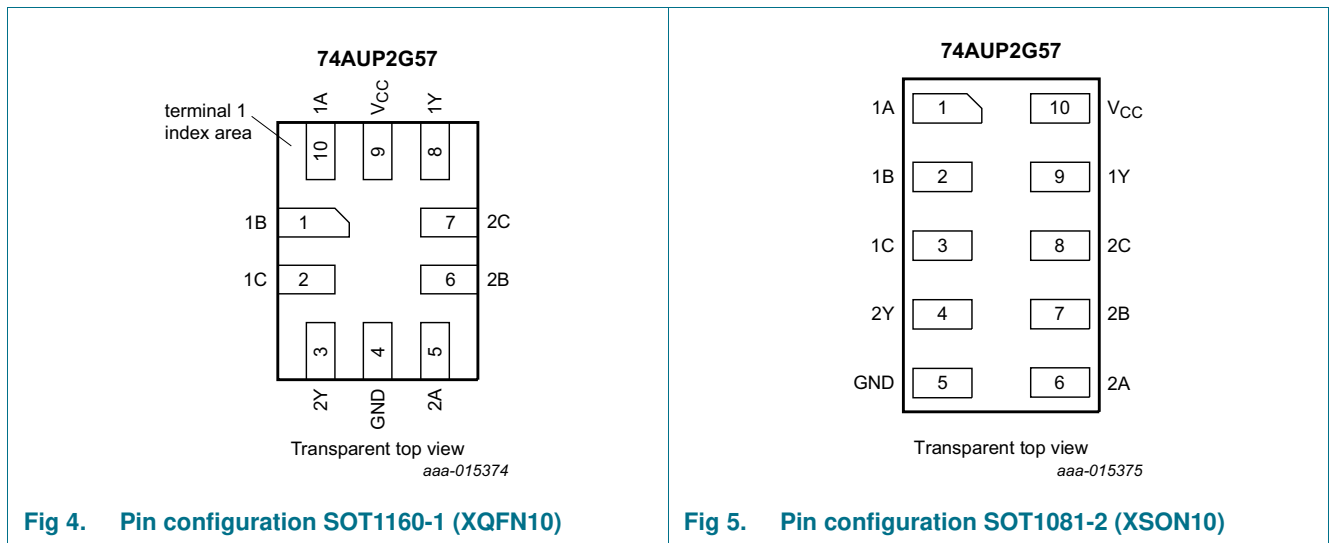 74AUP2G57
terminal 1
index area
1A
VCC
1Y
10
9
8
1B
1
7
2C
1C
2
6
2B
3
4
5
2Y
GND
2A
Transparent top view
aaa-015374
Fig 4. Pin configuration SOT1160-1 (XQFN10)
74AUP2G57
1A 1 10 VCC
1B 2 9 1Y
1C 3 8 2C
2Y 4 7 2B
GND 5 6 2A
Transparent top view
aaa-015375
Fig 5. Pin configuration SOT1081-2 (XSON10)